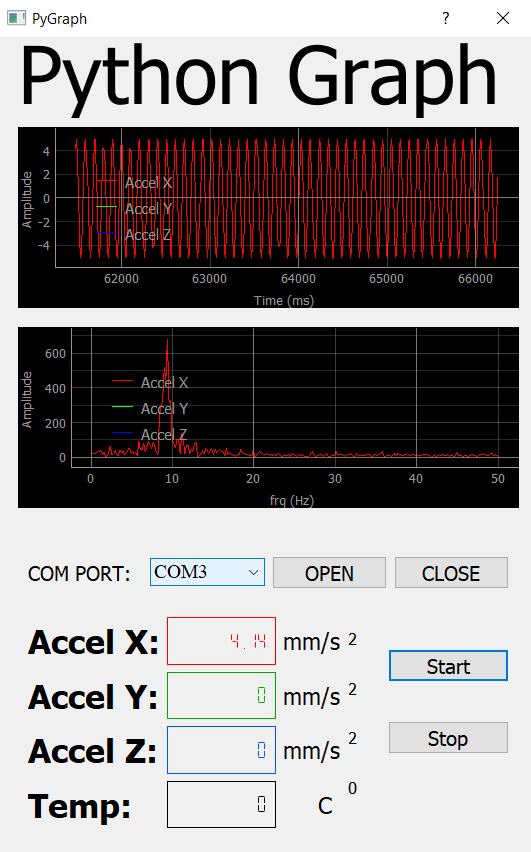 PyGraph ?
Python Graph
4
2
0
-2
-4
Amplitude
Accel X
Accel Y
Accel Z
62000 63000 64000 65000 66000
Time (ms)
600
400
200
0
Amplitude
Accel X
Accel Y
Accel Z
0 10 20 30 40 50
frq (Hz)
COM PORT: COM3 OPEN CLOSE
Accel X: 4.14 mm/s 2
Start
Accel Y: 0 mm/s 2
Accel Z: 0 mm/s 2
Stop
Temp: 0 C 0